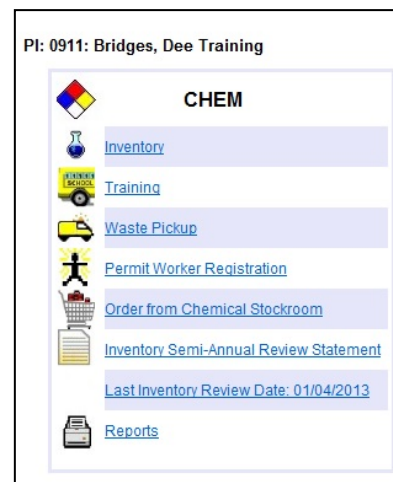 PI: 0911: Bridges, Dee Training
CHEM
Inventory
SCHOOL
Training
Waste Pickup
Permit Worker Registration
Order from Chemical Stockroom
Inventory Semi-Annual Review Statement
Last Inventory Review Date: 01/04/2013
Reports